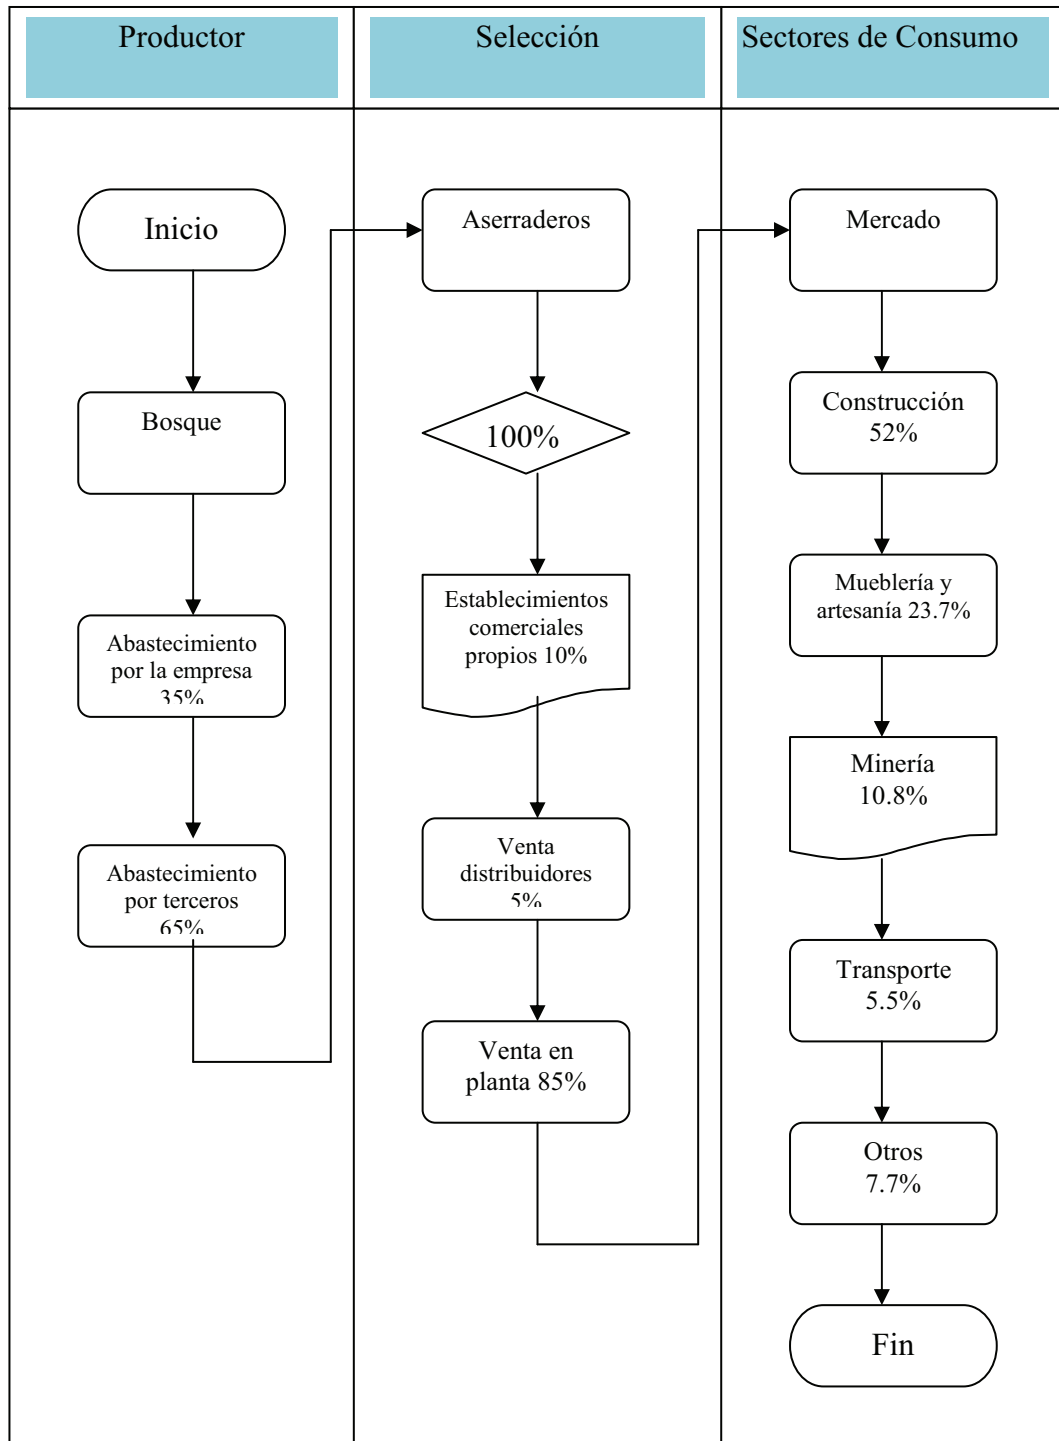 Productor
Selección
Sectores de Consumo
Inicio
Bosque
Abastecimiento
por la empresa
35%
Abastecimiento
por terceros
65%
Aserraderos
100%
Establecimientos
comerciales
propios 10%
Venta
distribuidores
5%
Venta en
planta 85%
Mercado
Construcción
52%
Mueblería y
artesanía 23.7%
Minería
10.8%
Transporte
5.5%
Otros
7.7%
Fin